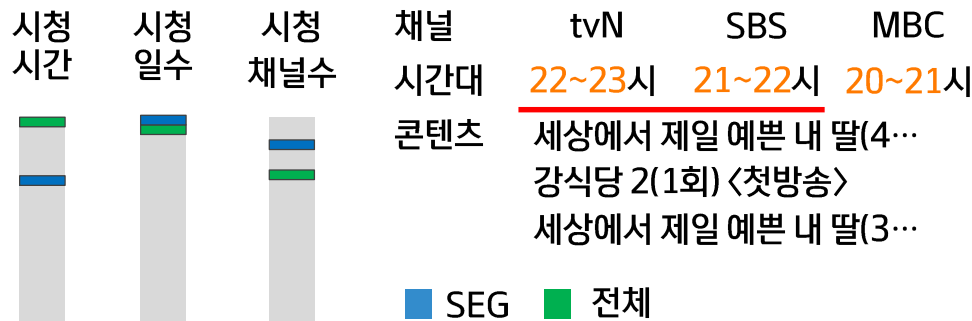 시청
시간
시청
일수
시청
채널수
채널 tvN SBS MBC
시간대 22~23시 21~22시 20~21시
콘텐츠 세상에서 제일 예쁜 내 딸(4…
강식당 2(1회) <첫방송>
세상에서 제일 예쁜 내 딸(3…
SEG 전체